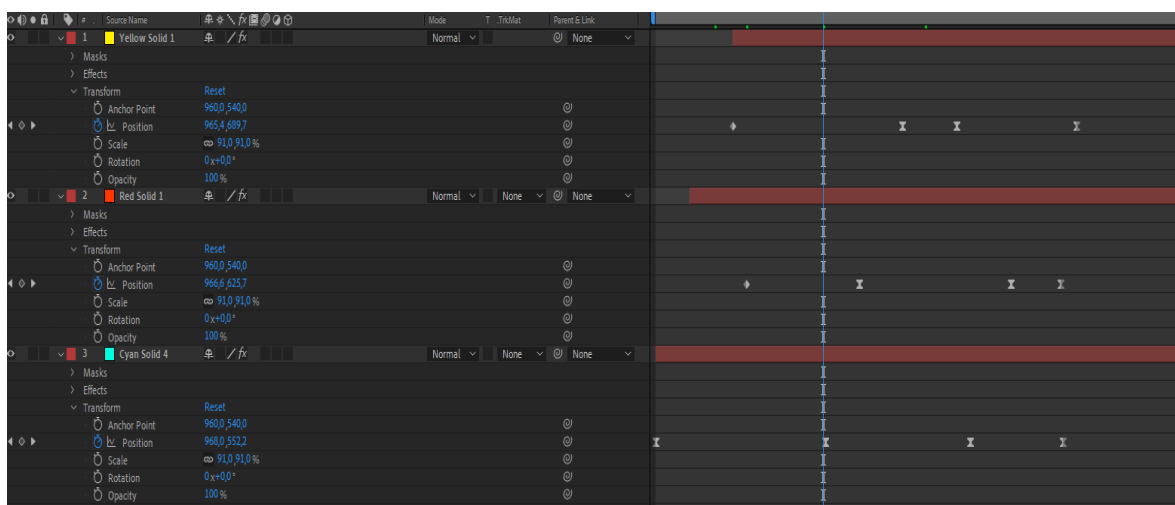 # . Source Name fx Mode T .TrkMat Parent & Link
1 Yellow Solid 1 fx Normal None
Masks
Effects
Transform Reset
Anchor Point 960,0,540,0
Position 965,4,689,7
Scale 91,0,91,0%
Rotation 0x+0,0°
Opacity 100%
2 Red Solid 1 fx Normal None None
Masks
Effects
Transform Reset
Anchor Point 960,0,540,0
Position 966,6,625,7
Scale 91,0,91,0%
Rotation 0x+0,0°
Opacity 100%
3 Cyan Solid 4 fx Normal None None
Masks
Effects
Transform Reset
Anchor Point 960,0,540,0
Position 968,0,552,2
Scale 91,0,91,0%
Rotation 0x+0,0°
Opacity 100%